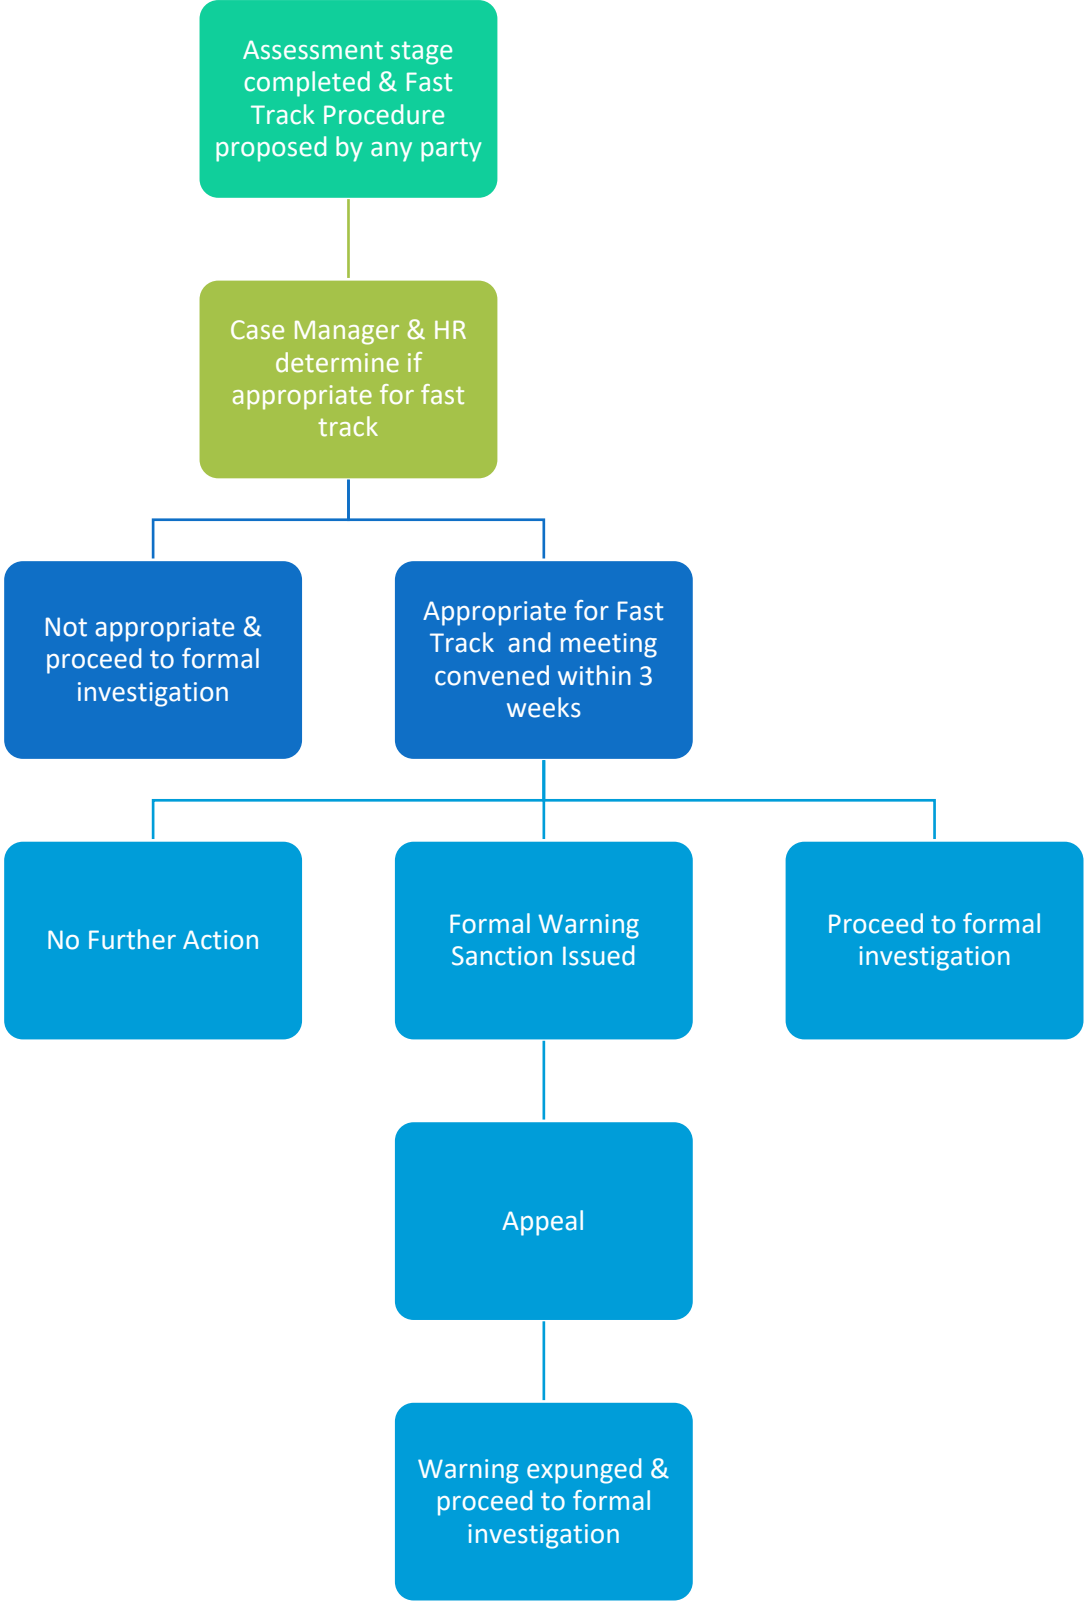 Assessment stage
completed & Fast
Track Procedure
proposed by any party
Case Manager & HR
determine if
appropriate for fast
track
Not appropriate &
proceed to formal
investigation
Appropriate for Fast
Track  and meeting
convened within 3
weeks
No Further Action
Formal Warning
Sanction Issued
Proceed to formal
investigation
Appeal
Warning expunged &
proceed to formal
investigation